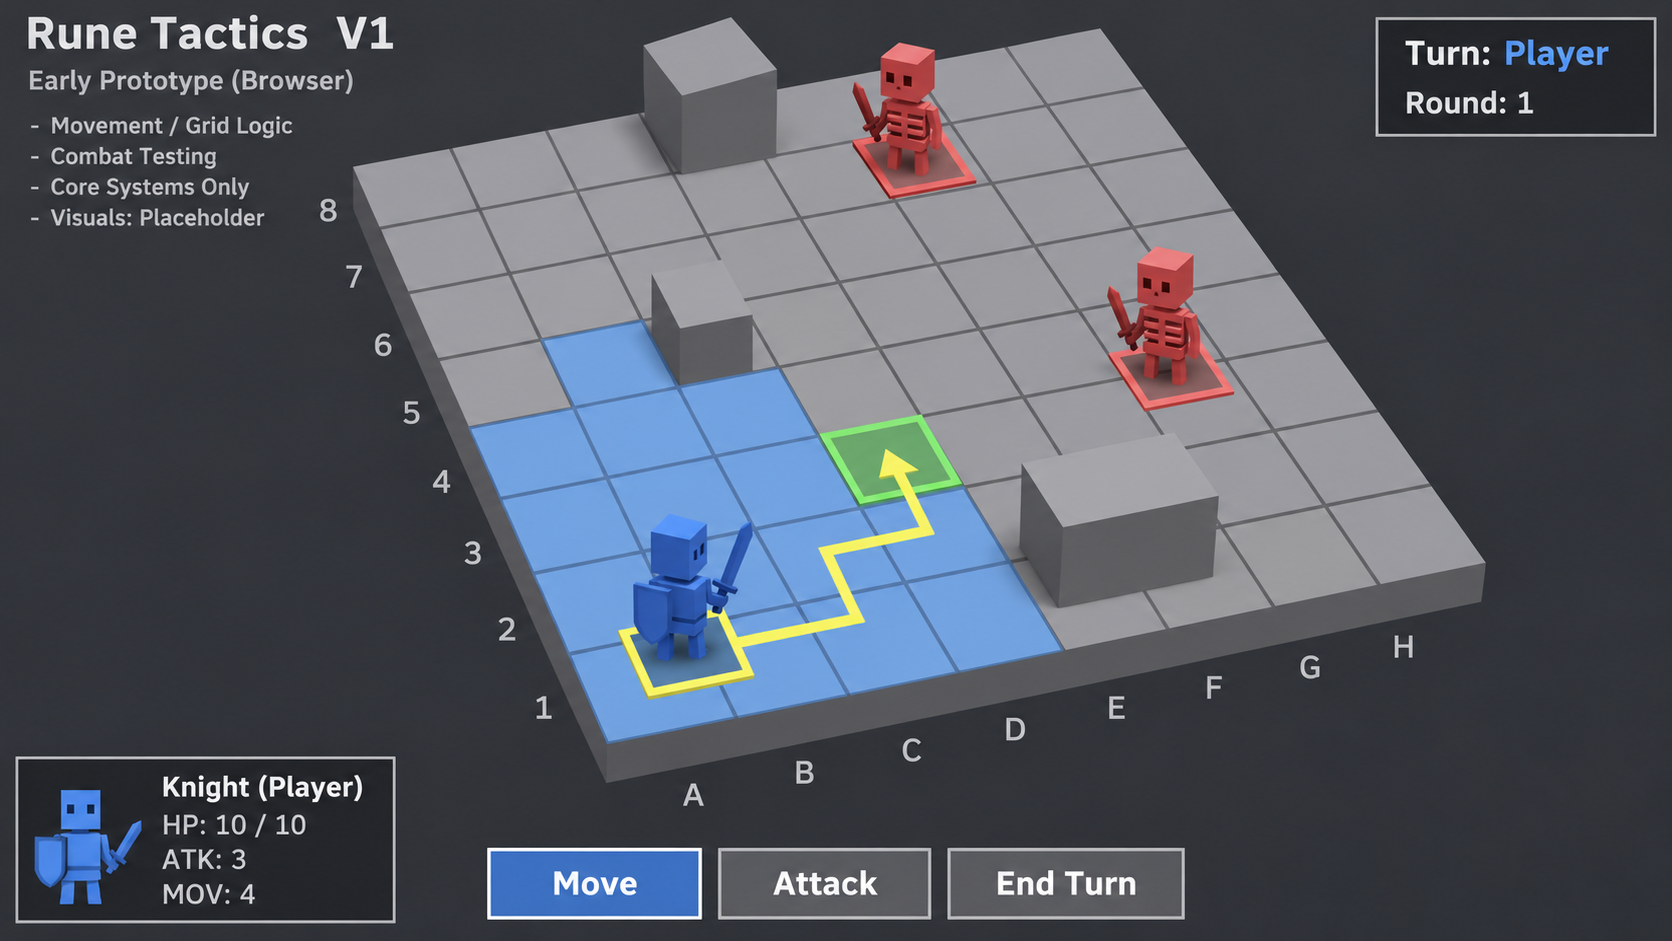 Rune Tactics V1
Early Prototype (Browser)
- Movement / Grid Logic
- Combat Testing
- Core Systems Only
- Visuals: Placeholder
Turn: Player
Round: 1
8
7
6
5
4
3
2
1
A
B
C
D
E
F
G
H
Knight (Player)
HP: 10 / 10
ATK: 3
MOV: 4
Move
Attack
End Turn